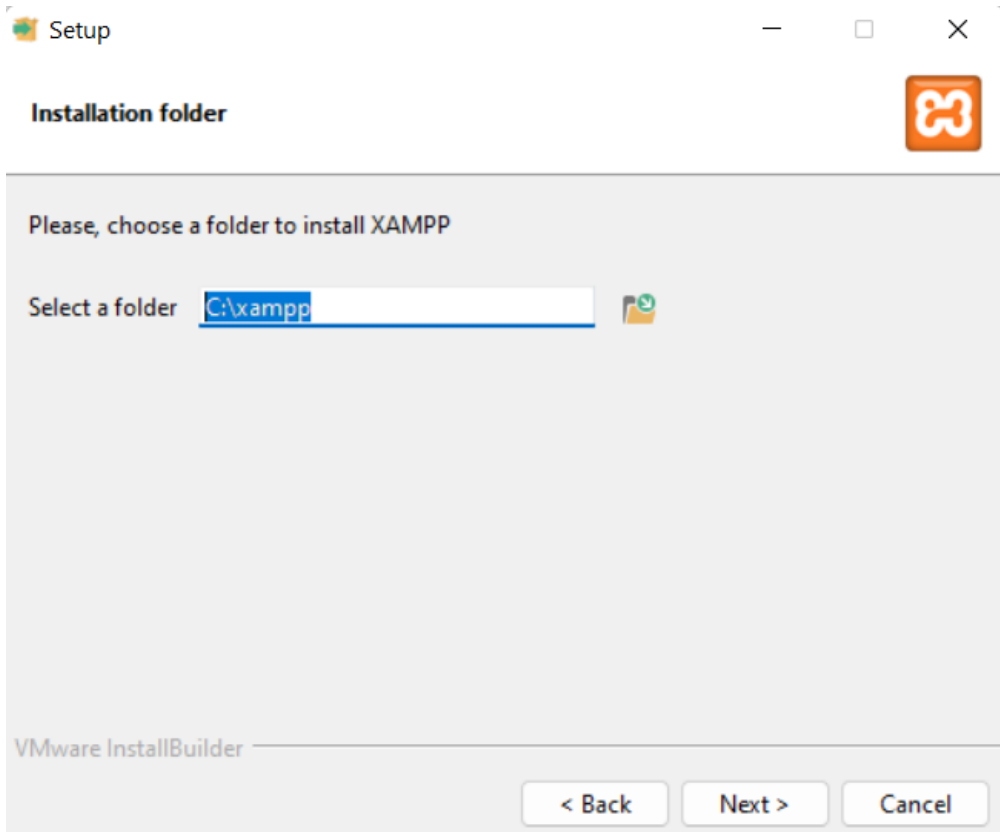 Setup
Installation folder
Please, choose a folder to install XAMPP
Select a folder C:\xampp
VMware InstallBuilder
< Back Next > Cancel